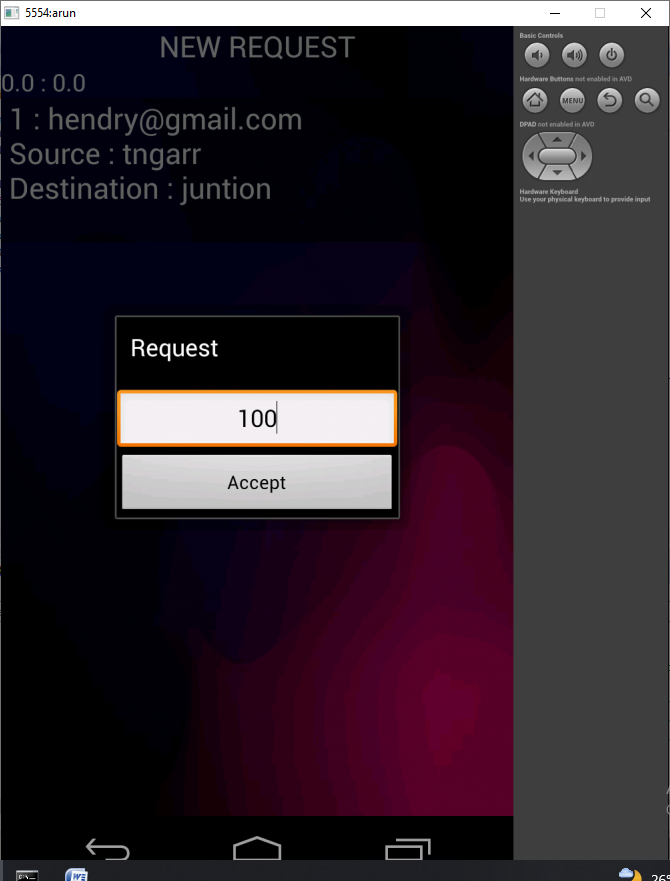 5554:arun
NEW REQUEST
0.0 : 0.0
1 : hendry@gmail.com
Source : tngarr
Destination : juntion
Request
100
Accept
Basic Controls
Hardware Buttons not enabled in AVD
MENU
DPAD not enabled in AVD
Hardware Keyboard
Use your physical keyboard to provide input